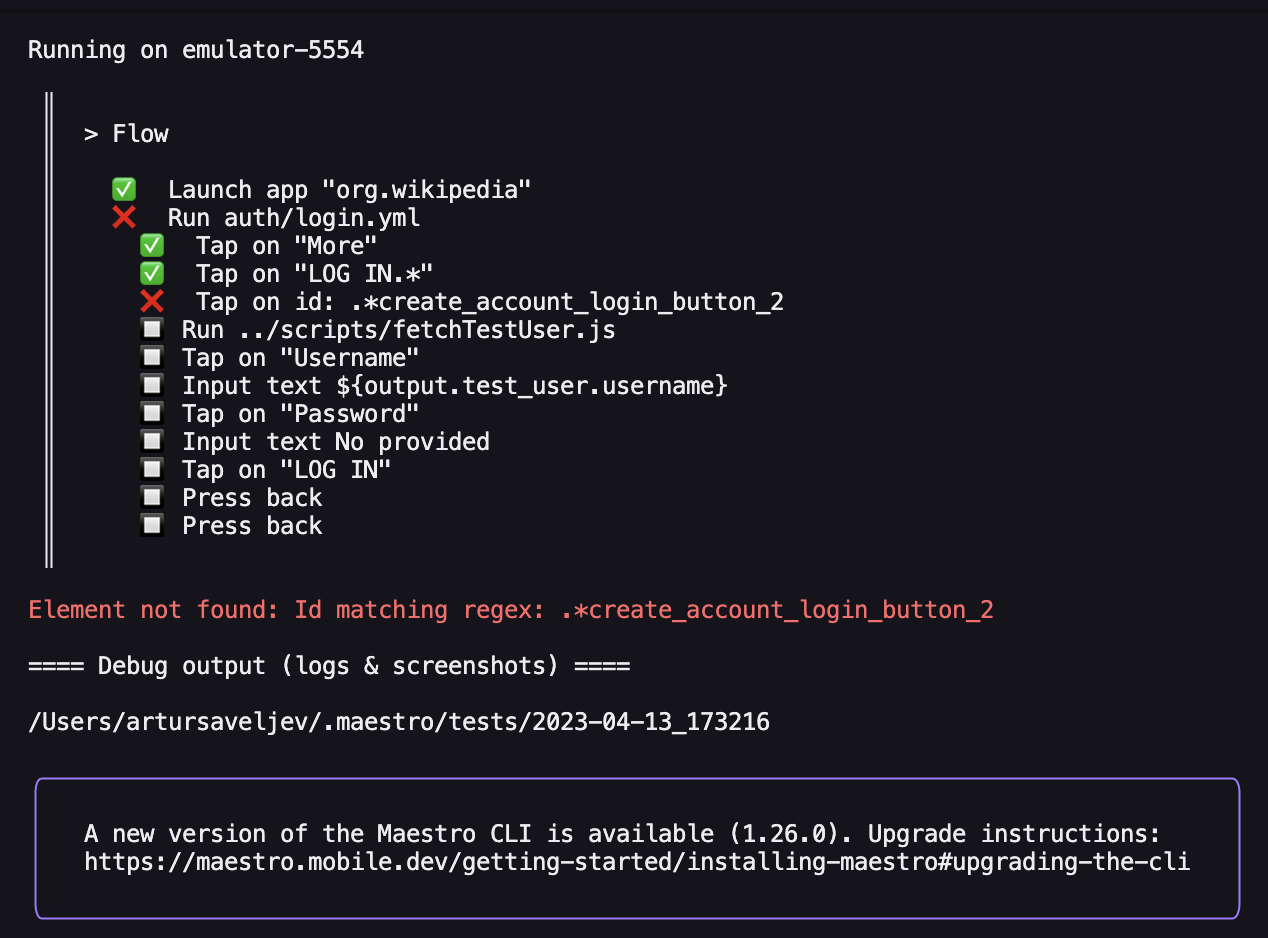 Running on emulator-5554
> Flow
✅ Launch app "org.wikipedia"
❌ Run auth/login.yml
✅ Tap on "More"
✅ Tap on "LOG IN.*"
❌ Tap on id: .*create_account_login_button_2
🔲 Run ../scripts/fetchTestUser.js
🔲 Tap on "Username"
🔲 Input text ${output.test_user.username}
🔲 Tap on "Password"
🔲 Input text No provided
🔲 Tap on "LOG IN"
🔲 Press back
🔲 Press back
Element not found: Id matching regex: .*create_account_login_button_2
==== Debug output (logs & screenshots) ====
/Users/artursaveljev/.maestro/tests/2023-04-13_173216
A new version of the Maestro CLI is available (1.26.0). Upgrade instructions:
https://maestro.mobile.dev/getting-started/installing-maestro#upgrading-the-cli